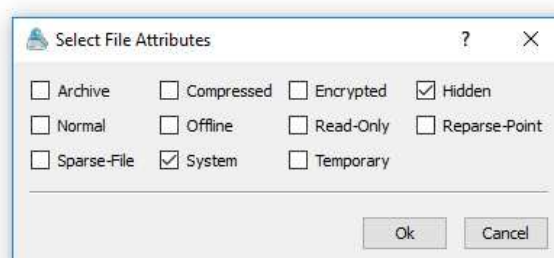 Select File Attributes ?
Archive Compressed Encrypted Hidden
Normal Offline Read-Only Reparse-Point
Sparse-File System Temporary
Ok Cancel